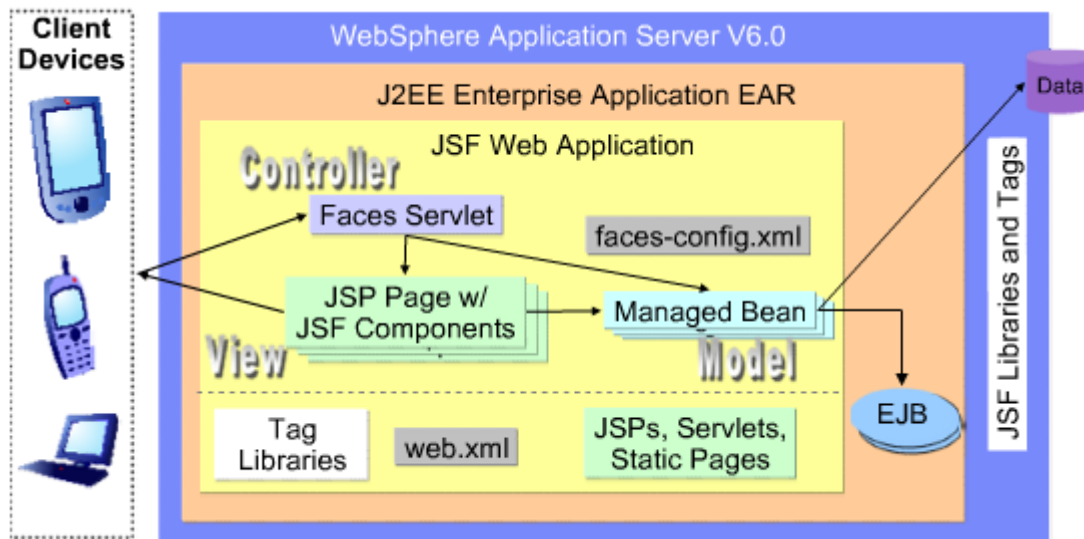 Client
Devices
WebSphere Application Server V6.0
Data
J2EE Enterprise Application EAR
JSF Web Application
Controller
Faces Servlet
faces-config.xml
JSP Page w/
JSF Components
Managed Bean
View
Model
JSF Libraries and Tags
Tag
Libraries
web.xml
JSPs, Servlets,
Static Pages
EJB